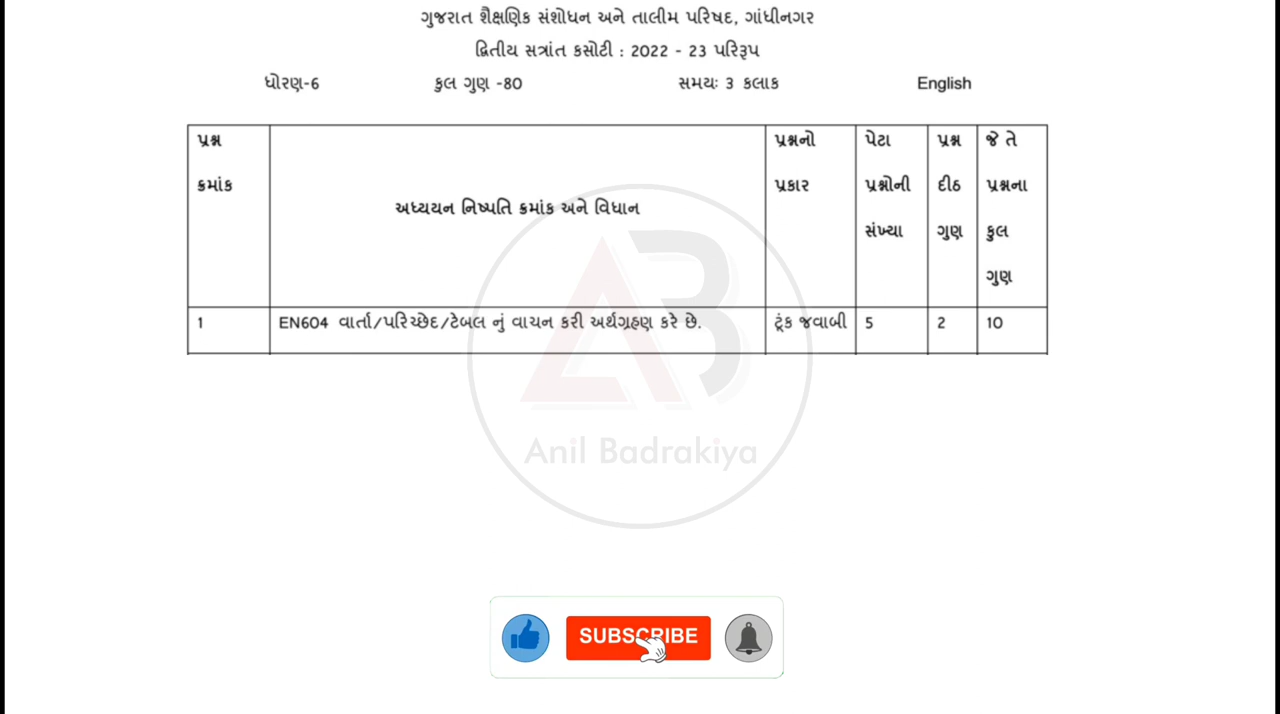 ગુજરાત શૈક્ષણિક સંશોધન અને તાલીમ પરિષદ, ગાંધીનગર
દ્વિતીય સત્રાંત કસોટી : 2022 - 23 પરિરૂપ
ધોરણ-6 કુલ ગુણ -80 સમયઃ 3 કલાક English
પ્રશ્ન
ક્રમાંક
અધ્યયન નિષ્પતિ ક્રમાંક અને વિધાન
પ્રશ્નનો
પ્રકાર
પેટા
પ્રશ્નોની
સંખ્યા
પ્રશ્ન
દીઠ
ગુણ
જે તે
પ્રશ્નના
કુલ
ગુણ
1 EN604 વાર્તા/પરિચ્છેદ/ટેબલ નું વાચન કરી અર્થગ્રહણ કરે છે. ટૂંક જવાબી 5 2 10
AB
Anil Badrakiya
SUBSCRIBE